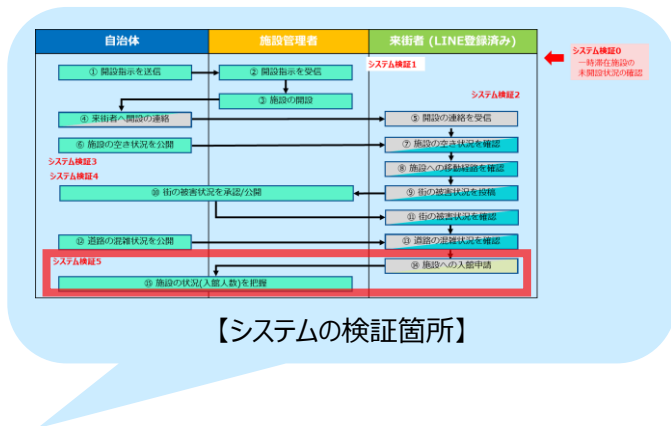 自治体
施設管理者
来街者 (LINE登録済み)
システム検証0
一時滞在施設の
未開設状況の確認
システム検証1
① 開設指示を送信
② 開設指示を受信
③ 施設の開設
システム検証2
④ 来街者へ開設の連絡
⑤ 開設の連絡を受信
⑥ 施設の空き状況を公開
⑦ 施設の空き状況を確認
システム検証3
⑧ 施設への移動経路を確認
システム検証4
⑩ 街の被害状況を承認/公開
⑨ 街の被害状況を投稿
⑪ 街の被害状況を確認
⑫ 道路の混雑状況を公開
⑬ 道路の混雑状況を確認
システム検証5
⑭ 施設への入館申請
⑮ 施設の状況(入館人数)を把握
【システムの検証箇所】